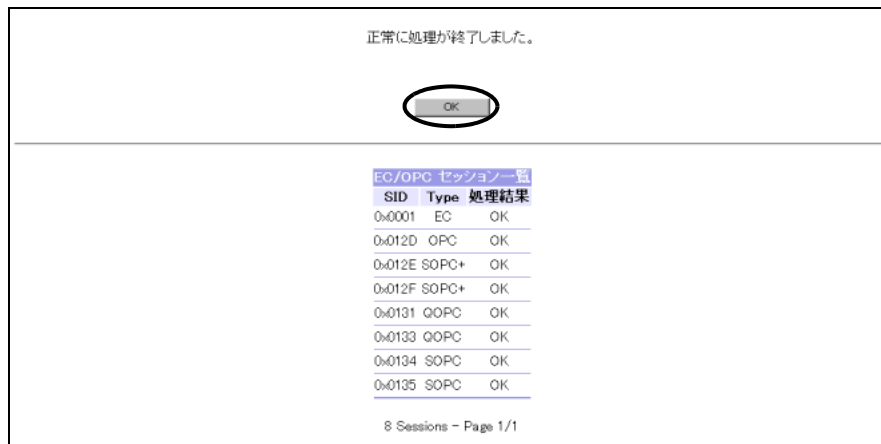 正常に処理が終了しました。
OK
EC/OPC セッション一覧
SID Type 処理結果
0x0001 EC OK
0x012D OPC OK
0x012E SOPC+ OK
0x012F SOPC+ OK
0x0131 QOPC OK
0x0133 QOPC OK
0x0134 SOPC OK
0x0135 SOPC OK
8 Sessions - Page 1/1